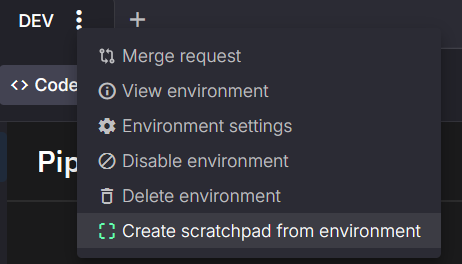 DEV
Merge request
<> Code
View environment
Environment settings
Disable environment
Pip
Delete environment
Create scratchpad from environment